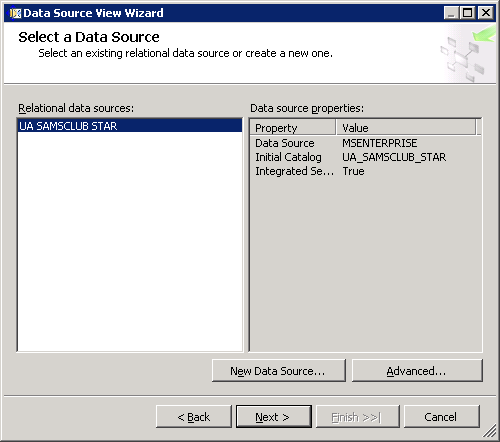 Data Source View Wizard
Select a Data Source
Select an existing relational data source or create a new one.
Relational data sources:
UA SAMSCLUB STAR
Data source properties:
Property Value
Data Source MSENTERPRISE
Initial Catalog UA_SAMSCLUB_STAR
Integrated Se... True
New Data Source...
Advanced...
< Back
Next >
Finish >>|
Cancel